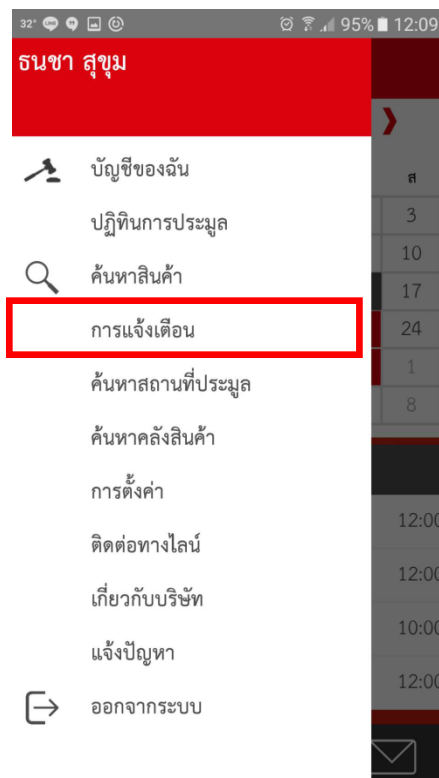 32° 95% 12:09
ธนชา สุขุม
บัญชีของฉัน
ส
ปฏิทินการประมูล
3
10
ค้นหาสินค้า
17
การแจ้งเตือน
24
1
ค้นหาสถานที่ประมูล
8
ค้นหาคลังสินค้า
การตั้งค่า
12:00
ติดต่อทางไลน์
12:00
เกี่ยวกับบริษัท
10:00
แจ้งปัญหา
12:00
ออกจากระบบ